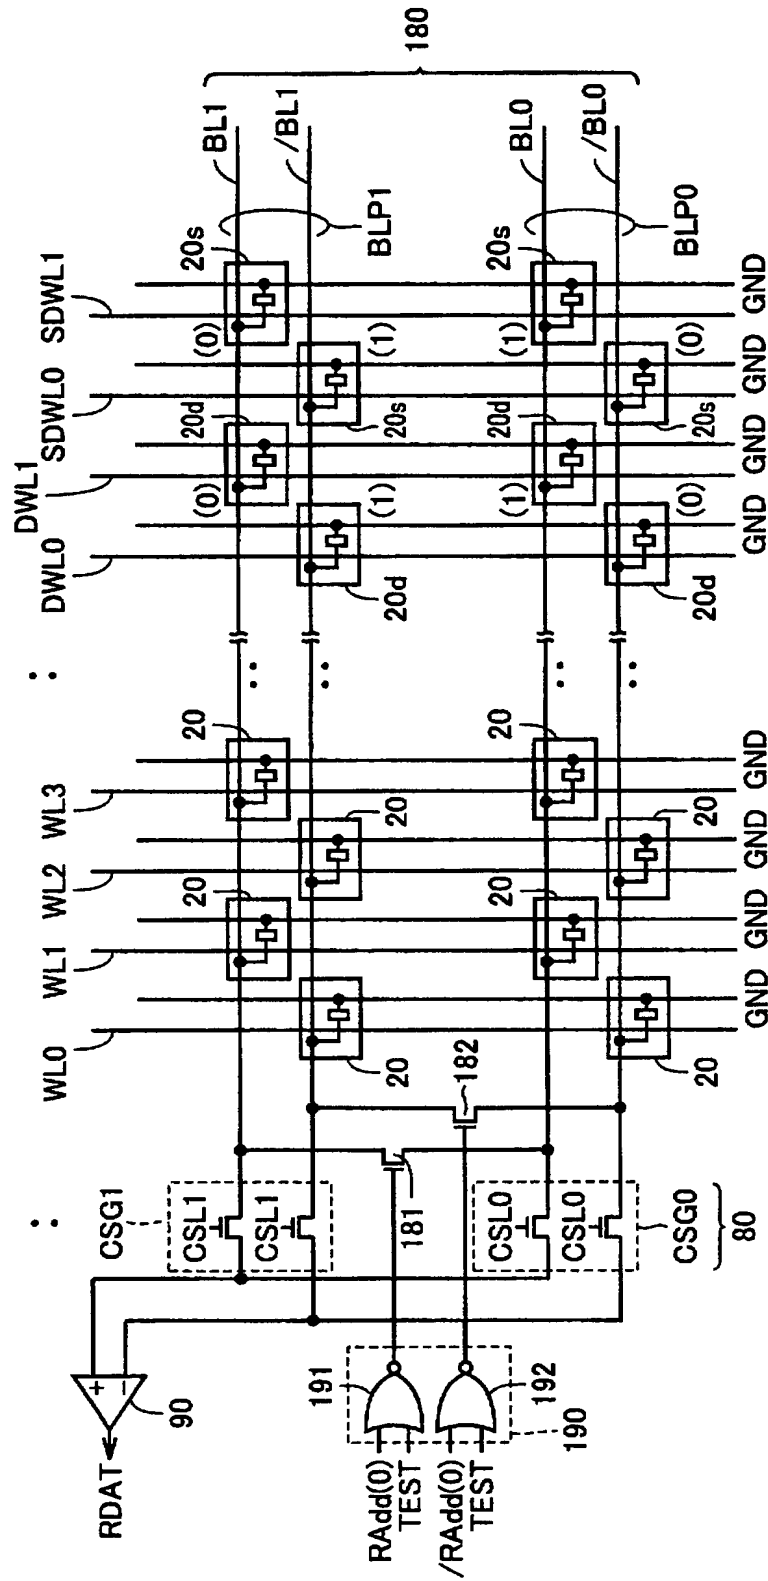 :
:
DWL1
WL0
WL1
WL2
WL3
DWL0
SDWL0
SDWL1
RDAT
CSG1
90
+
−
CSL1
CSL1
20
20
20d
20s
BL1
(0)
(0)
..
..
/BL1
20
20
20d
20s
(1)
(1)
BLP1
RAdd(0)
TEST
/RAdd(0)
TEST
191
192
190
181
182
180
CSL0
CSL0
20
20
20d
20s
BL0
(1)
(1)
..
..
/BL0
20
20
20d
20s
(0)
(0)
BLP0
CSG0
80
GND
GND
GND
GND
GND
GND
GND
GND